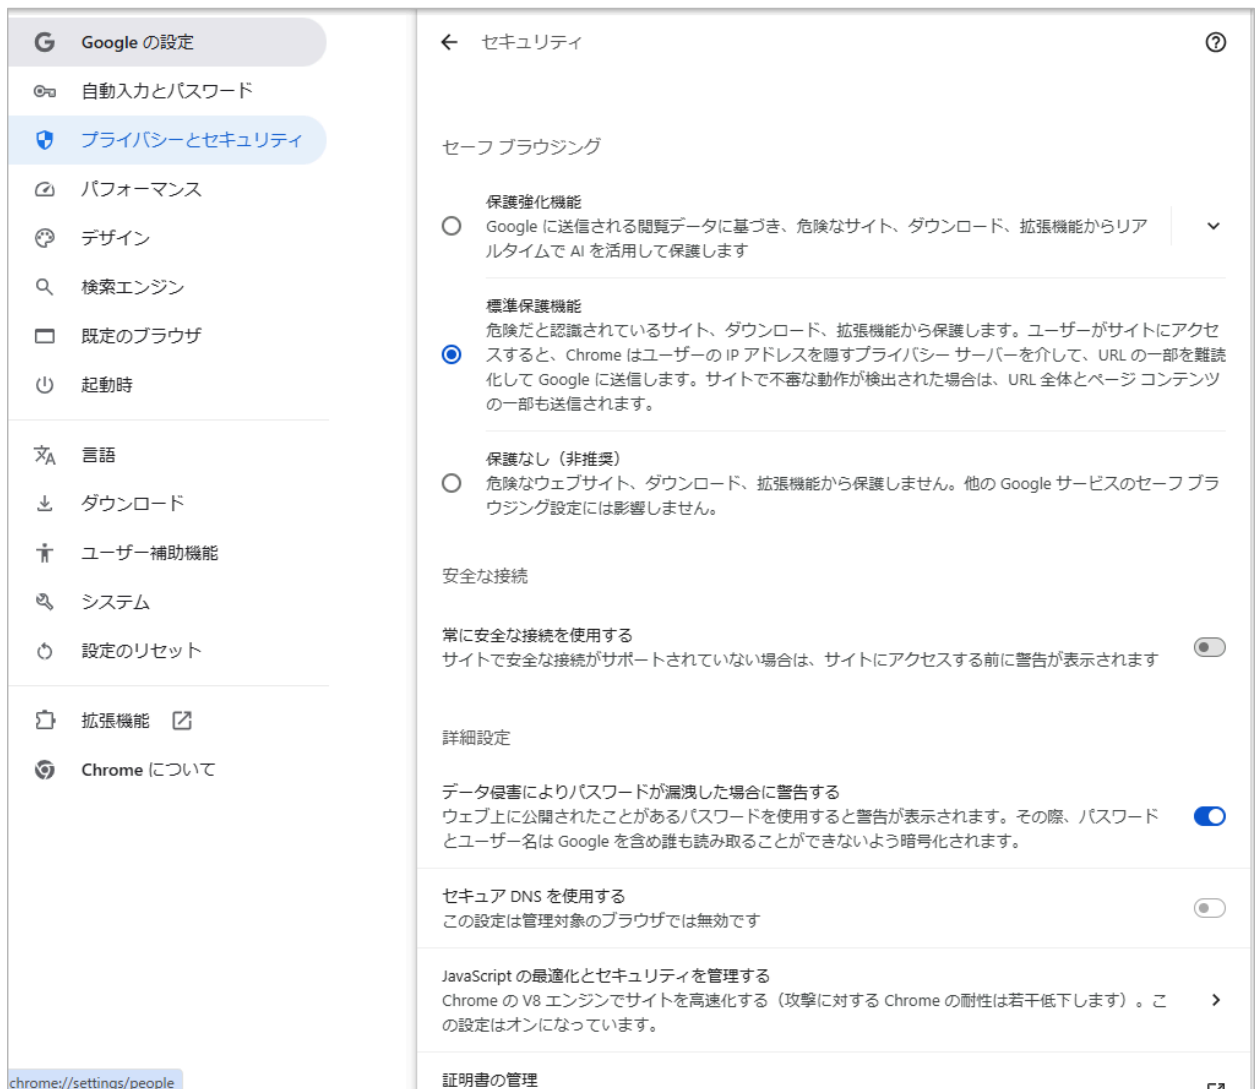 Google の設定
自動入力とパスワード
プライバシーとセキュリティ
パフォーマンス
デザイン
検索エンジン
既定のブラウザ
起動時
言語
ダウンロード
ユーザー補助機能
システム
設定のリセット
拡張機能
Chrome について
chrome://settings/people
セキュリティ
セーフ ブラウジング
保護強化機能
Google に送信される閲覧データに基づき、危険なサイト、ダウンロード、拡張機能からリア
ルタイムで AI を活用して保護します
標準保護機能
危険だと認識されているサイト、ダウンロード、拡張機能から保護します。ユーザーがサイトにアクセ
スすると、Chrome はユーザーの IP アドレスを隠すプライバシー サーバーを介して、URL の一部を難読
化して Google に送信します。サイトで不審な動作が検出された場合は、URL 全体とページ コンテンツ
の一部も送信されます。
保護なし（非推奨）
危険なウェブサイト、ダウンロード、拡張機能から保護しません。他の Google サービスのセーフ ブラ
ウジング設定には影響しません。
安全な接続
常に安全な接続を使用する
サイトで安全な接続がサポートされていない場合は、サイトにアクセスする前に警告が表示されます
詳細設定
データ侵害によりパスワードが漏洩した場合に警告する
ウェブ上に公開されたことがあるパスワードを使用すると警告が表示されます。その際、パスワード
とユーザー名は Google を含め誰も読み取ることができないよう暗号化されます。
セキュア DNS を使用する
この設定は管理対象のブラウザでは無効です
JavaScript の最適化とセキュリティを管理する
Chrome の V8 エンジンでサイトを高速化する（攻撃に対する Chrome の耐性は若干低下します）。こ
の設定はオンになっています。
証明書の管理